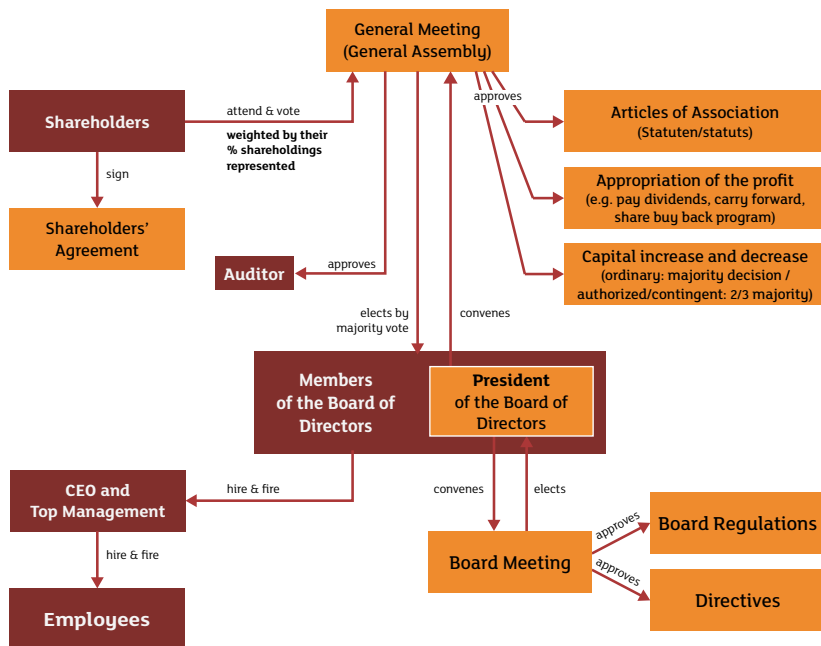 General Meeting
(General Assembly)
Shareholders
attend & vote
weighted by their
% shareholdings
represented
approves
Articles of Association
(Statuten/statuts)
sign
Appropriation of the profit
(e.g. pay dividends, carry forward,
share buy back program)
Shareholders'
Agreement
Auditor
approves
Capital increase and decrease
(ordinary: majority decision /
authorized/contingent: 2/3 majority)
elects by
majority vote
convenes
Members
of the Board of
Directors
President
of the Board of
Directors
CEO and
Top Management
hire & fire
convenes
elects
hire & fire
Board Meeting
approves
Board Regulations
approves
Directives
Employees